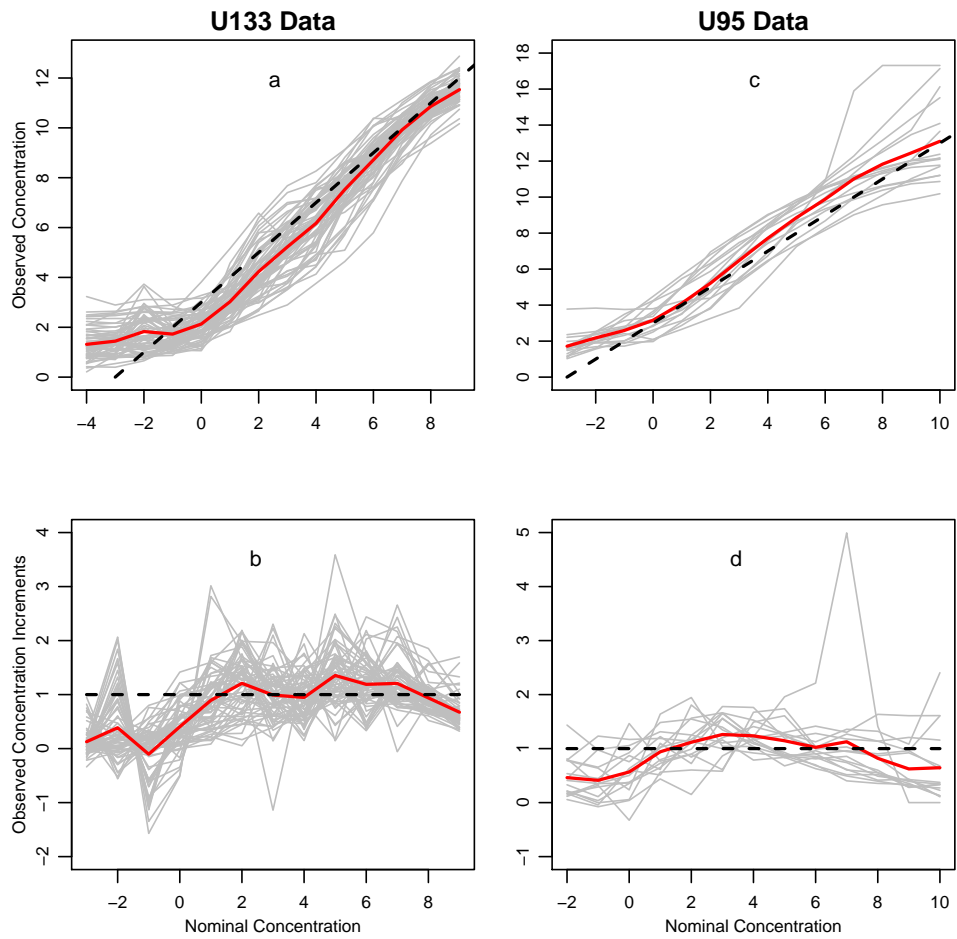 U133 Data
U95 Data
a
c
Observed Concentration
0 2 4 6 8 10 12
−4 −2 0 2 4 6 8
0 2 4 6 8 10 12 14 16 18
−2 0 2 4 6 8 10
b
d
Observed Concentration Increments
−2 −1 0 1 2 3 4
−2 0 2 4 6 8
Nominal Concentration
−1 0 1 2 3 4 5
−2 0 2 4 6 8 10
Nominal Concentration